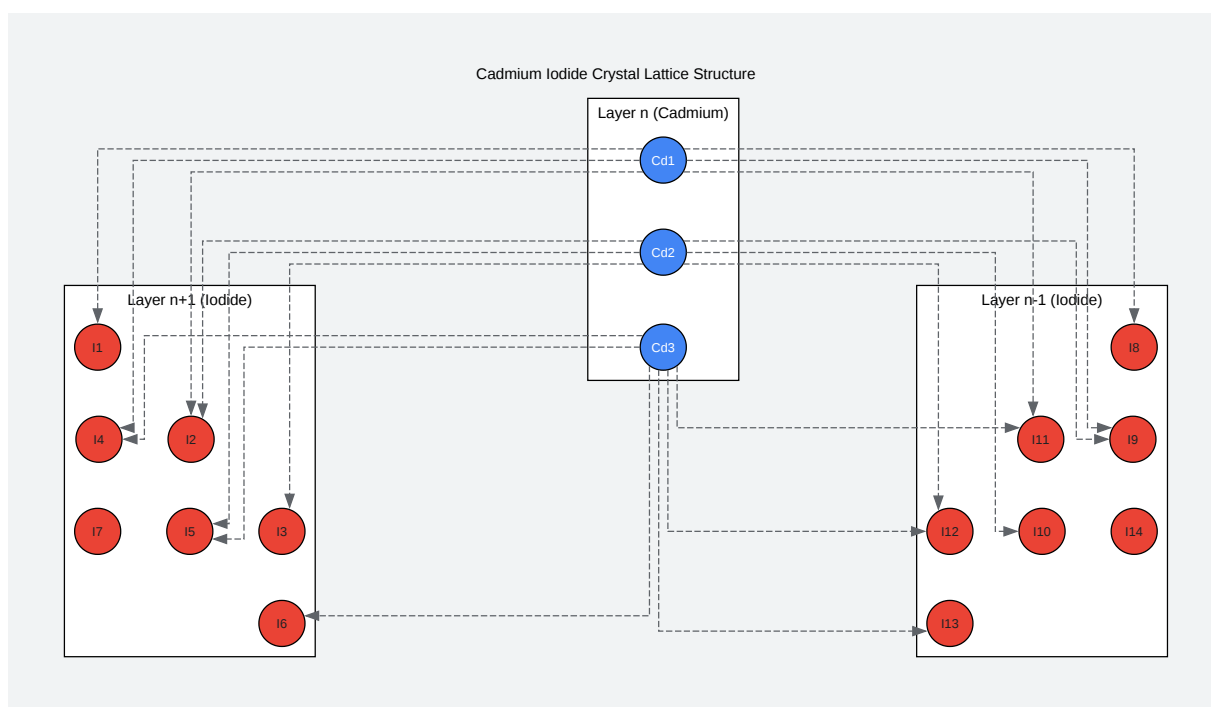 Cadmium Iodide Crystal Lattice Structure
Layer n (Cadmium)
Cd1
Cd2
Cd3
Layer n+1 (Iodide)
I1
I4
I2
I7
I5
I3
I6
Layer n-1 (Iodide)
I8
I11
I9
I12
I10
I14
I13